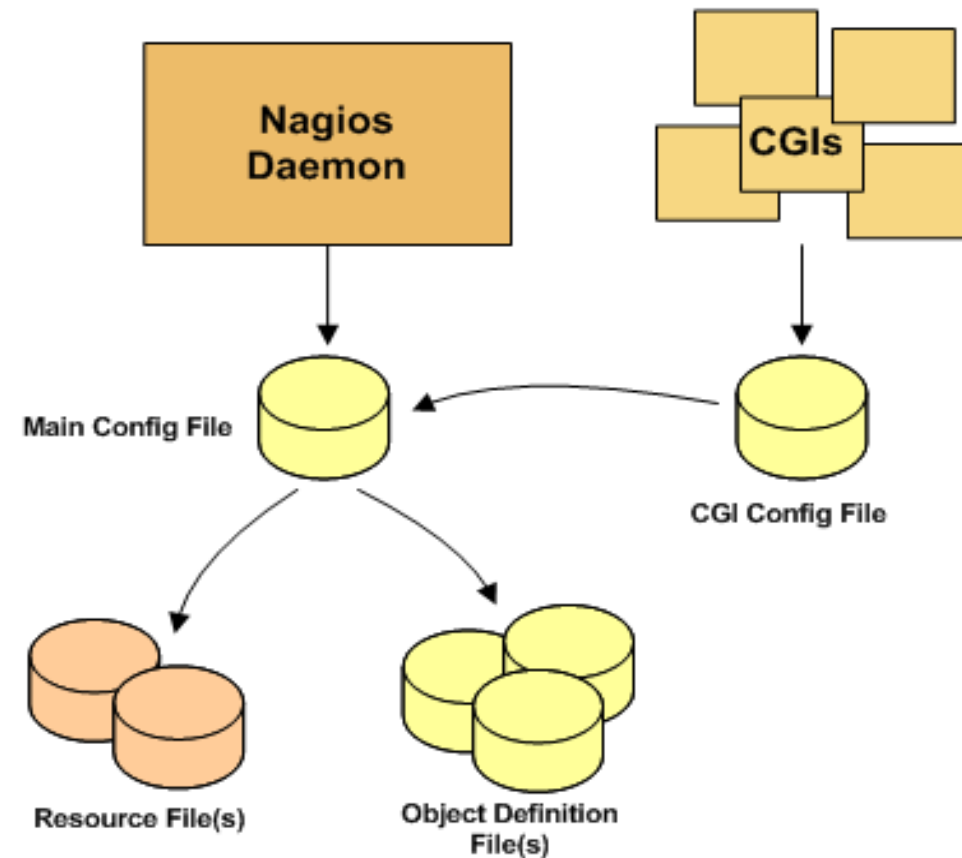 Nagios
Daemon
CGIs
Main Config File
CGI Config File
Resource File(s)
Object Definition
File(s)